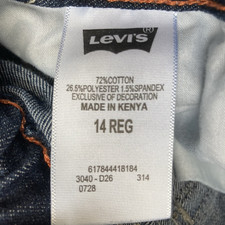 Levi's
72%COTTON
26.5%POLYESTER 1.5%SPANDEX
EXCLUSIVE OF DECORATION
MADE IN KENYA
14 REG
617844418184
3040 - D26 314
0728